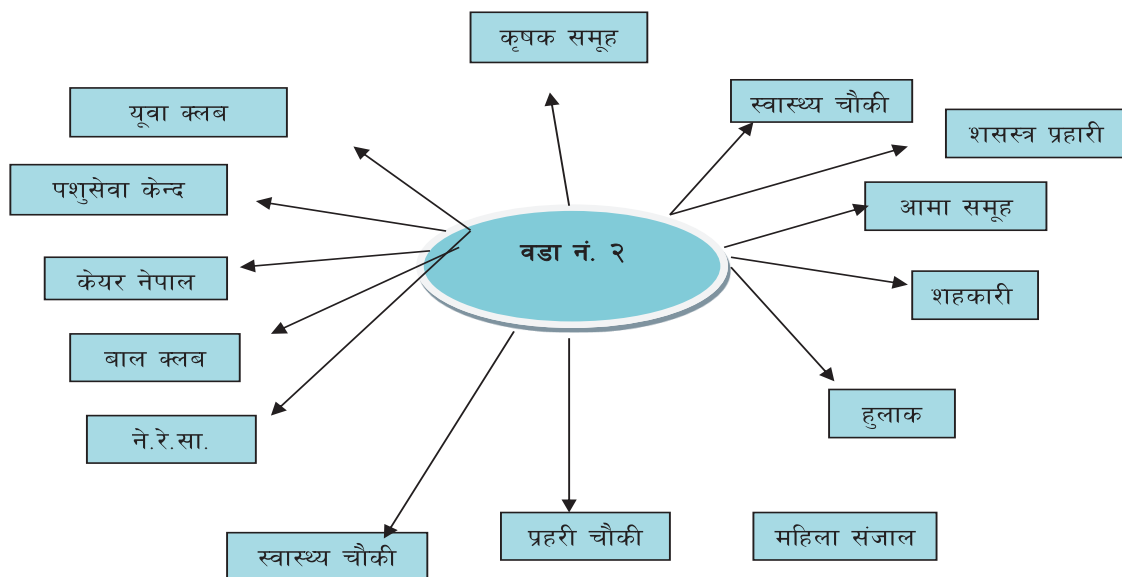 कृषक समूह
स्वास्थ्य चौकी
यूवा क्लब
शसस्त्र प्रहारी
पशुसेवा केन्द
आमा समूह
वडा नं. २
केयर नेपाल
शहकारी
बाल क्लब
हुलाक
ने.रे.सा.
प्रहरी चौकी
महिला संजाल
स्वास्थ्य चौकी